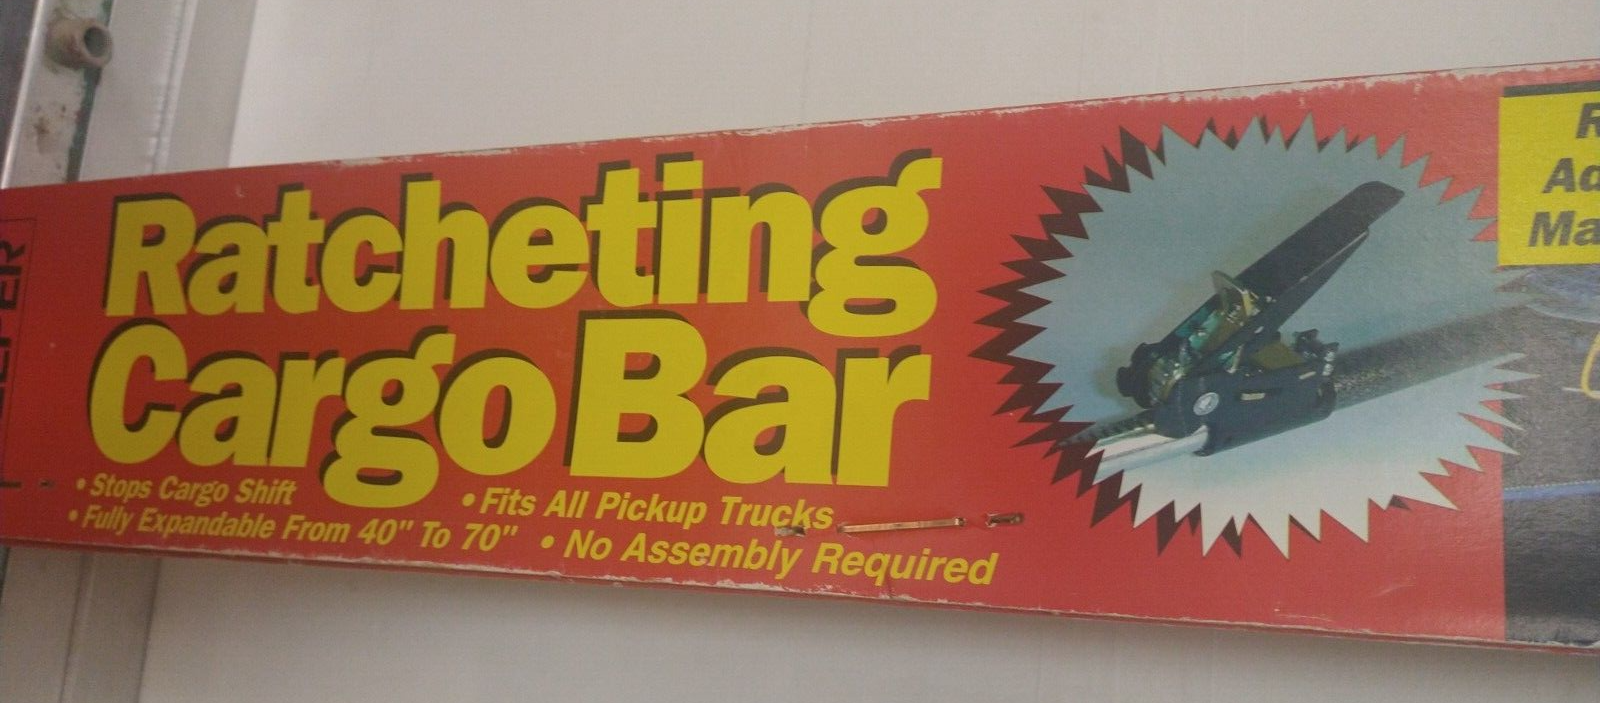 Ratcheting
Cargo Bar
• Stops Cargo Shift
• Fits All Pickup Trucks
• Fully Expandable From 40" To 70"
• No Assembly Required